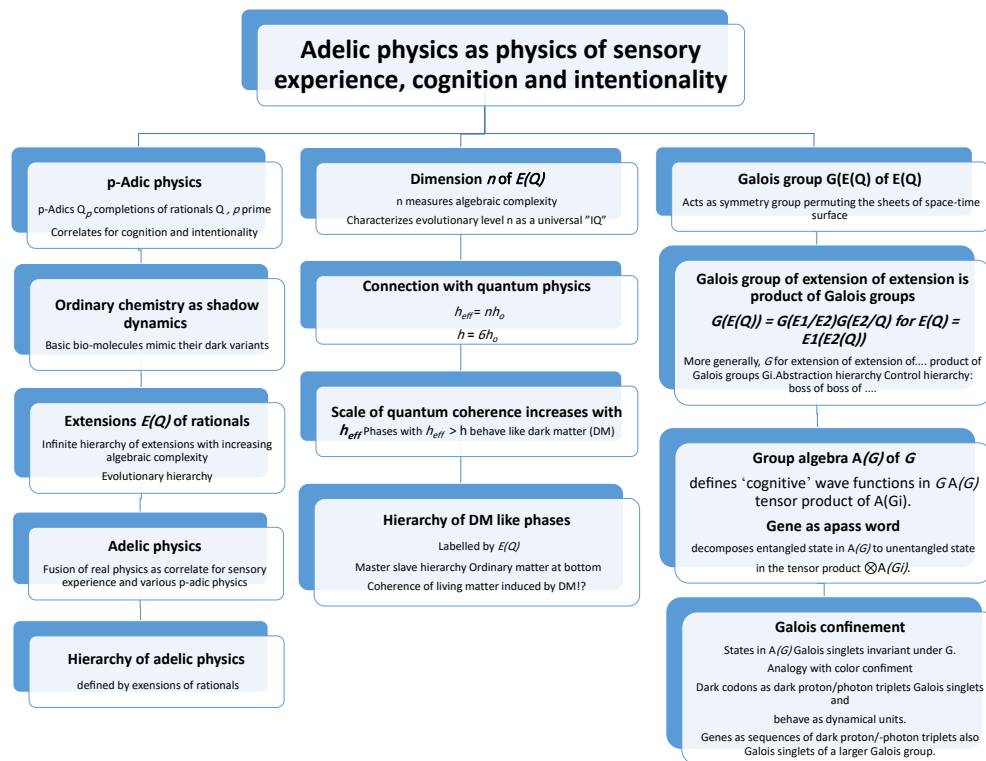 Adelic physics as physics of sensory
experience, cognition and intentionality
p-Adic physics
p-Adics Qp completions of rationals Q , p prime
Correlates for cognition and intentionality
Ordinary chemistry as shadow
dynamics
Basic bio-molecules mimic their dark variants
Extensions E(Q) of rationals
Infinite hierarchy of extensions with increasing
algebraic complexity
Evolutionary hierarchy
Adelic physics
Fusion of real physics as correlate for sensory
experience and various p-adic physics
Hierarchy of adelic physics
defined by exensions of rationals
Dimension n of E(Q)
n measures algebraic complexity
Characterizes evolutionary level n as a universal ”IQ”
Connection with quantum physics
heff = nho
h = 6ho
Scale of quantum coherence increases with
heff Phases with heff > h behave like dark matter (DM)
Hierarchy of DM like phases
Labelled by E(Q)
Master slave hierarchy Ordinary matter at bottom
Coherence of living matter induced by DM!?
Galois group G(E(Q) of E(Q)
Acts as symmetry group permuting the sheets of space-time
surface
Galois group of extension of extension is
product of Galois groups
G(E(Q)) = G(E1/E2)G(E2/Q) for E(Q) =
E1(E2(Q))
More generally, G for extension of extension of.... product of
Galois groups Gi.Abstraction hierarchy Control hierarchy:
boss of boss of ....
Group algebra A(G) of G
defines ‘cognitive’ wave functions in G A(G)
tensor product of A(Gi).
Gene as apass word
decomposes entangled state in A(G) to unentangled state
in the tensor product ⊗A(Gi).
Galois confinement
States in A(G) Galois singlets invariant under G.
Analogy with color confiment
Dark codons as dark proton/photon triplets Galois singlets
and
behave as dynamical units.
Genes as sequences of dark proton/-photon triplets also
Galois singlets of a larger Galois group.